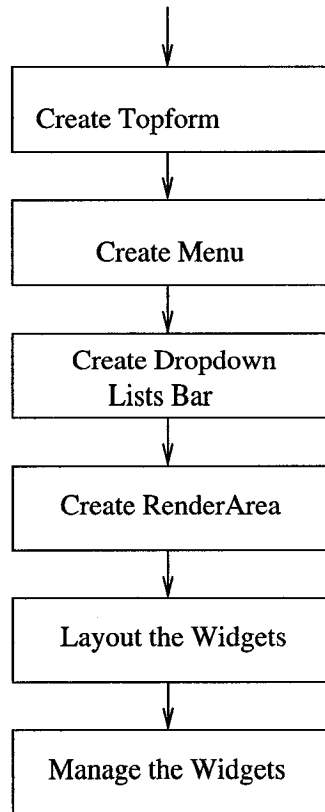 Create Topform
Create Menu
Create Dropdown
Lists Bar
Create RenderArea
Layout the Widgets
Manage the Widgets